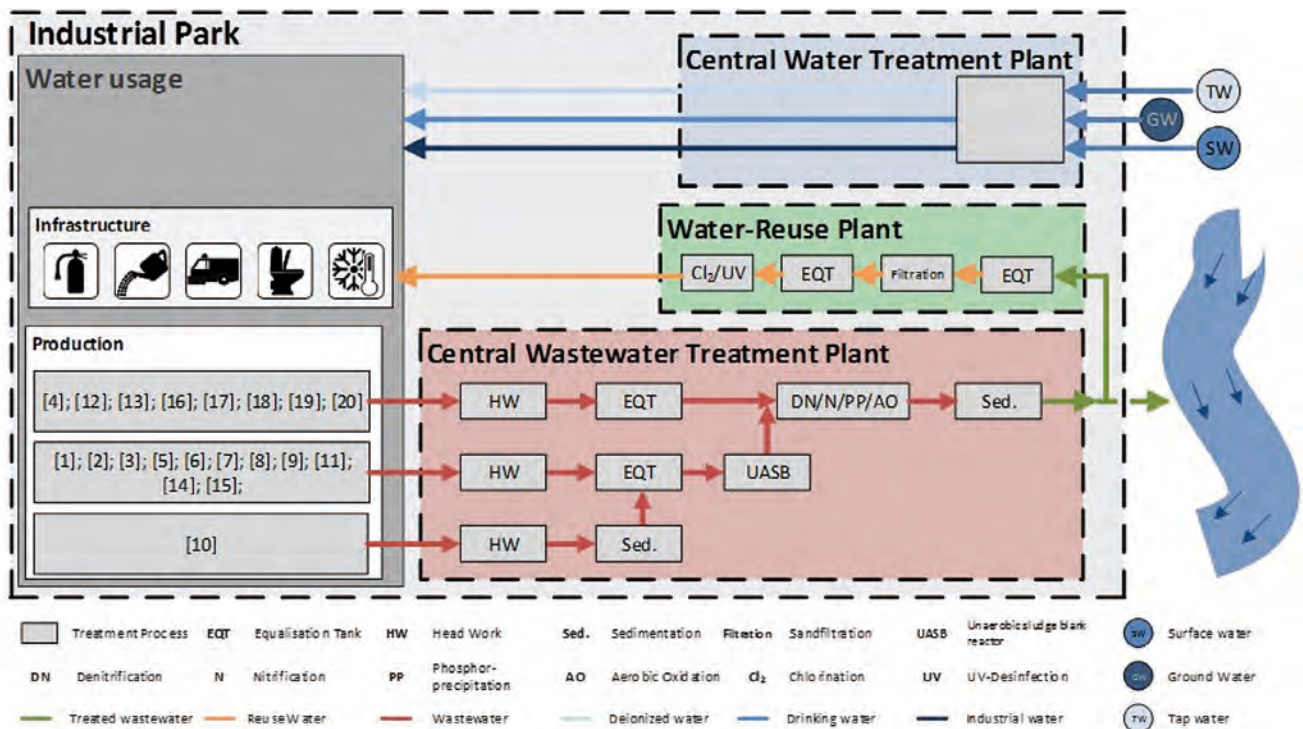 Industrial Park
Water usage
Central Water Treatment Plant
TW
GW
SW
Infrastructure
Water-Reuse Plant
Cl₂/UV
EQT
Filtration
EQT
Production
Central Wastewater Treatment Plant
[4]; [12]; [13]; [16]; [17]; [18]; [19]; [20]
HW
EQT
DN/N/PP/AO
Sed.
[1]; [2]; [3]; [5]; [6]; [7]; [8]; [9]; [11];
[14]; [15];
HW
EQT
UASB
[10]
HW
Sed.
Treatment Process
EQT Equalisation Tank
HW Head Work
Sed. Sedimentation
Filtration Sandfiltration
UASB Unaerobicsludge blank
reactor
SW Surface water
DN Denitrification
N Nitrification
PP Phosphor-
precipitation
AO Aerobic Oxidation
Cl₂ Chlorination
UV UV-Desinfection
GW Ground Water
Treated wastewater
Reuse Water
Wastewater
Deionized water
Drinking water
Industrial water
TW Tap water